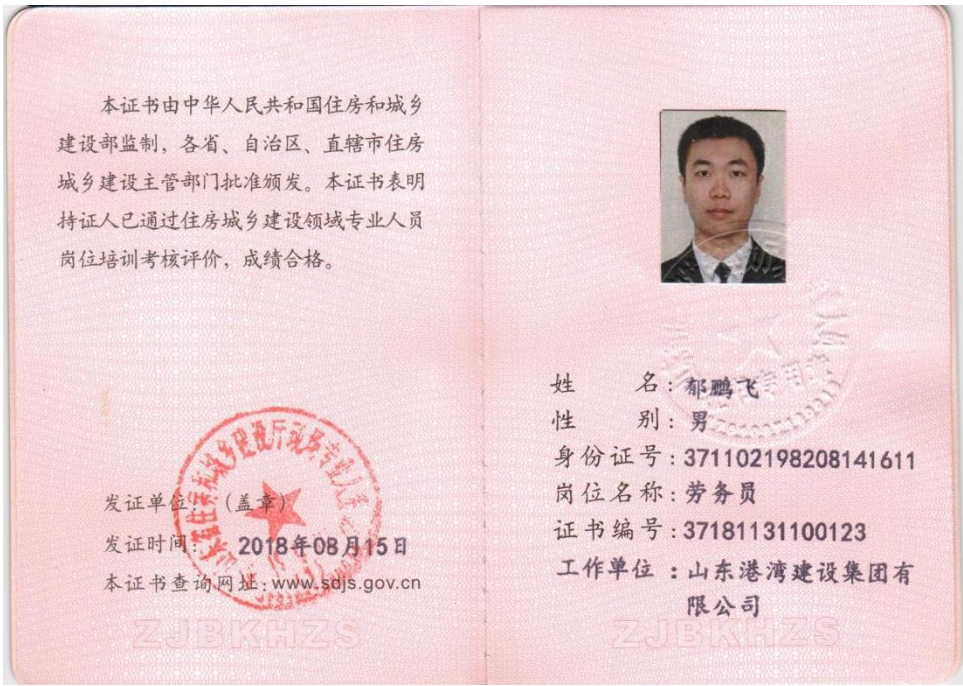 本证书由中华人民共和国住房和城乡
建设部监制，各省、自治区、直辖市住房
城乡建设主管部门批准颁发。本证书表明
持证人已通过住房城乡建设领域专业人员
岗位培训考核评价，成绩合格。
发证单位：（盖章）
发证时间：2018年08月15日
本证书查询网址：www.sdjs.gov.cn
ZJBKHZS
姓 名：郁鹏飞
性 别：男
身份证号：371102198208141611
岗位名称：劳务员
证书编号：37181131100123
工作单位：山东港湾建设集团有
限公司
ZJBKHZS